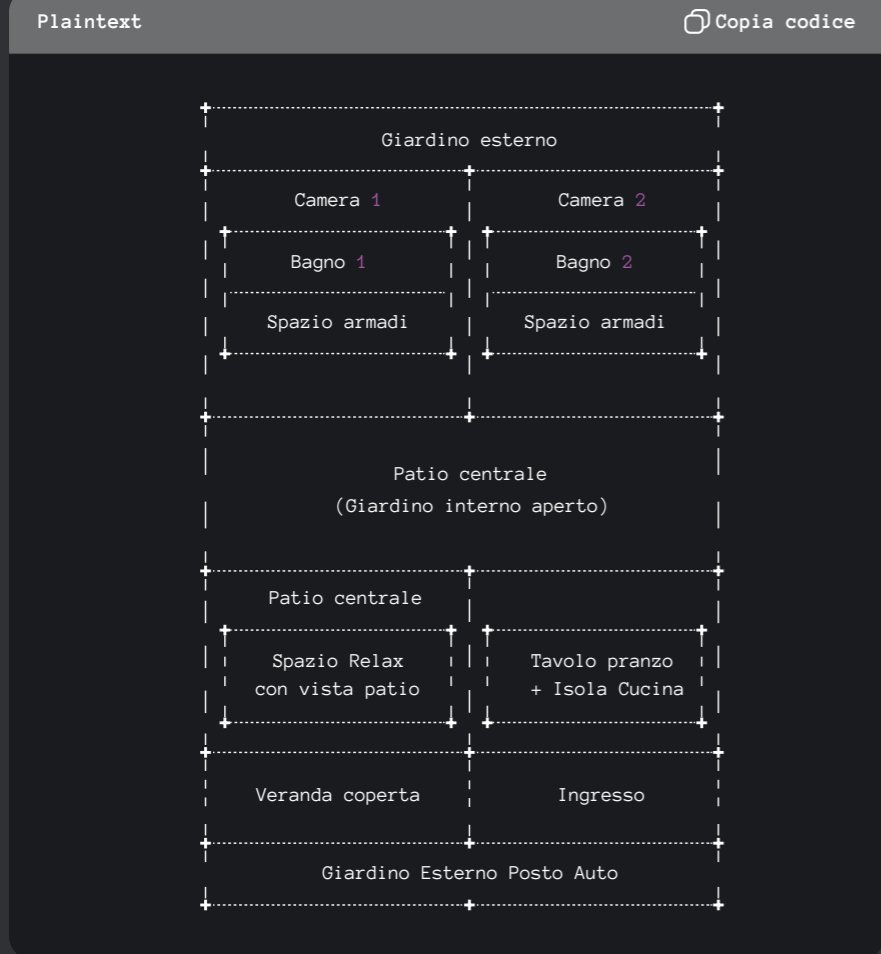 Plaintext Copia codice
Giardino esterno
Camera 1 Camera 2
Bagno 1 Bagno 2
Spazio armadi Spazio armadi
Patio centrale
(Giardino interno aperto)
Patio centrale
Spazio Relax Tavolo pranzo
con vista patio + Isola Cucina
Veranda coperta Ingresso
Giardino Esterno Posto Auto